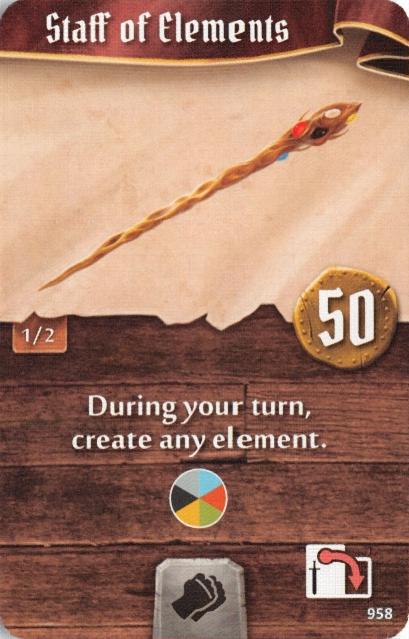 Staff of Elements
50
1/2
During your turn,
create any element.
958